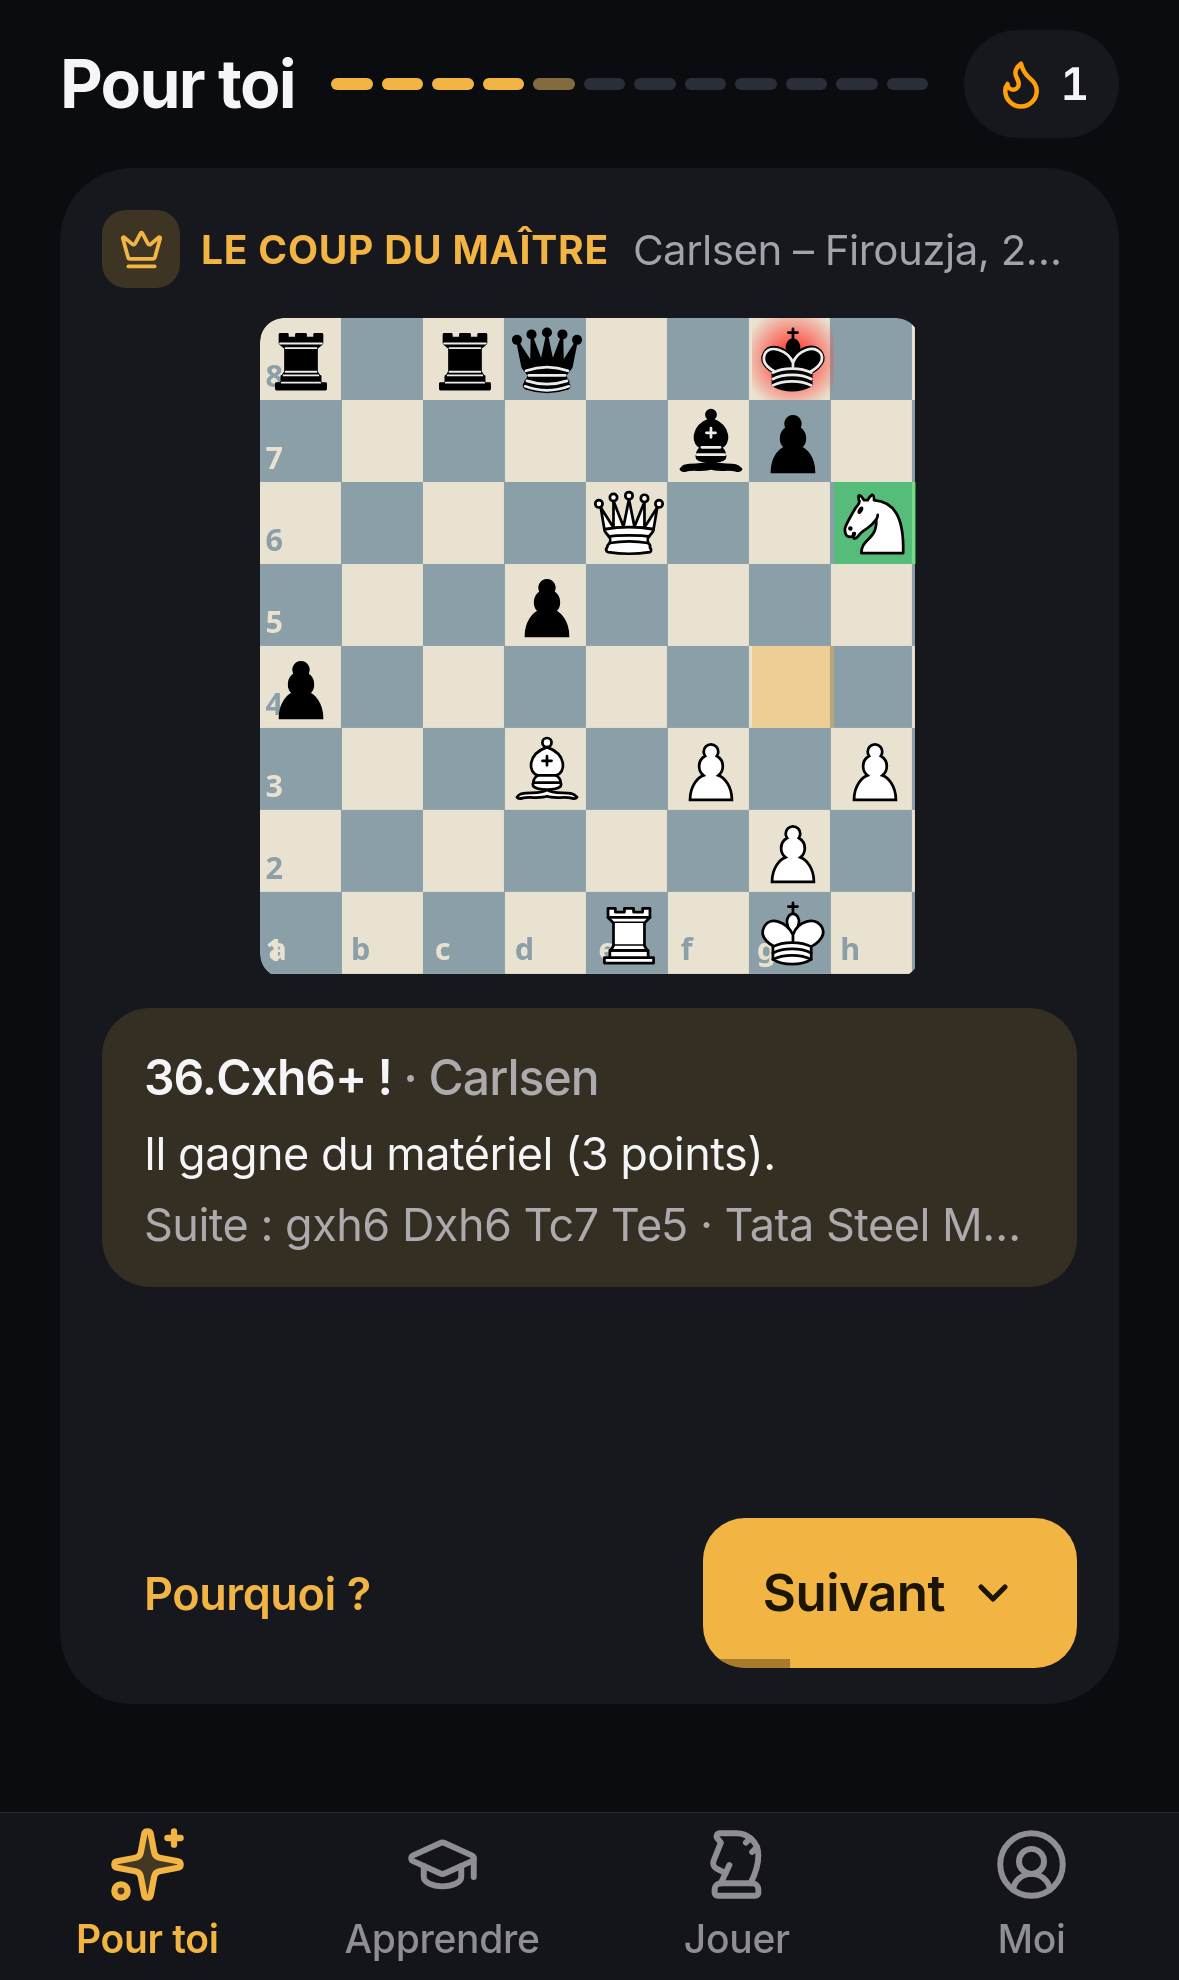 Pour toi
1
LE COUP DU MAÎTRE Carlsen – Firouzja, 2…
8
7
6
5
4
3
2
1
a b c d e f g h
36.Cxh6+ ! · Carlsen
Il gagne du matériel (3 points).
Suite : gxh6 Dxh6 Tc7 Te5 · Tata Steel M…
Pourquoi ?
Suivant
Pour toi
Apprendre
Jouer
Moi